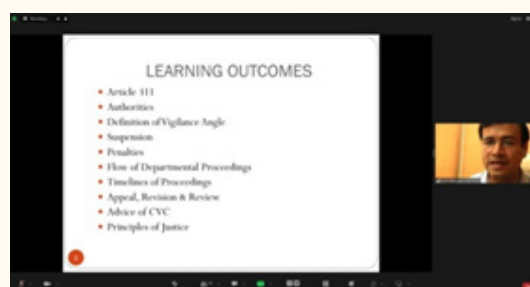 LEARNING OUTCOMES
Article 311
Authorities
Definition of Vigilance Angle
Suspension
Penalties
Flow of Departmental Proceedings
Timelines of Proceedings
Appeal, Revision & Review
Advice of CVC
Principles of Justice
2